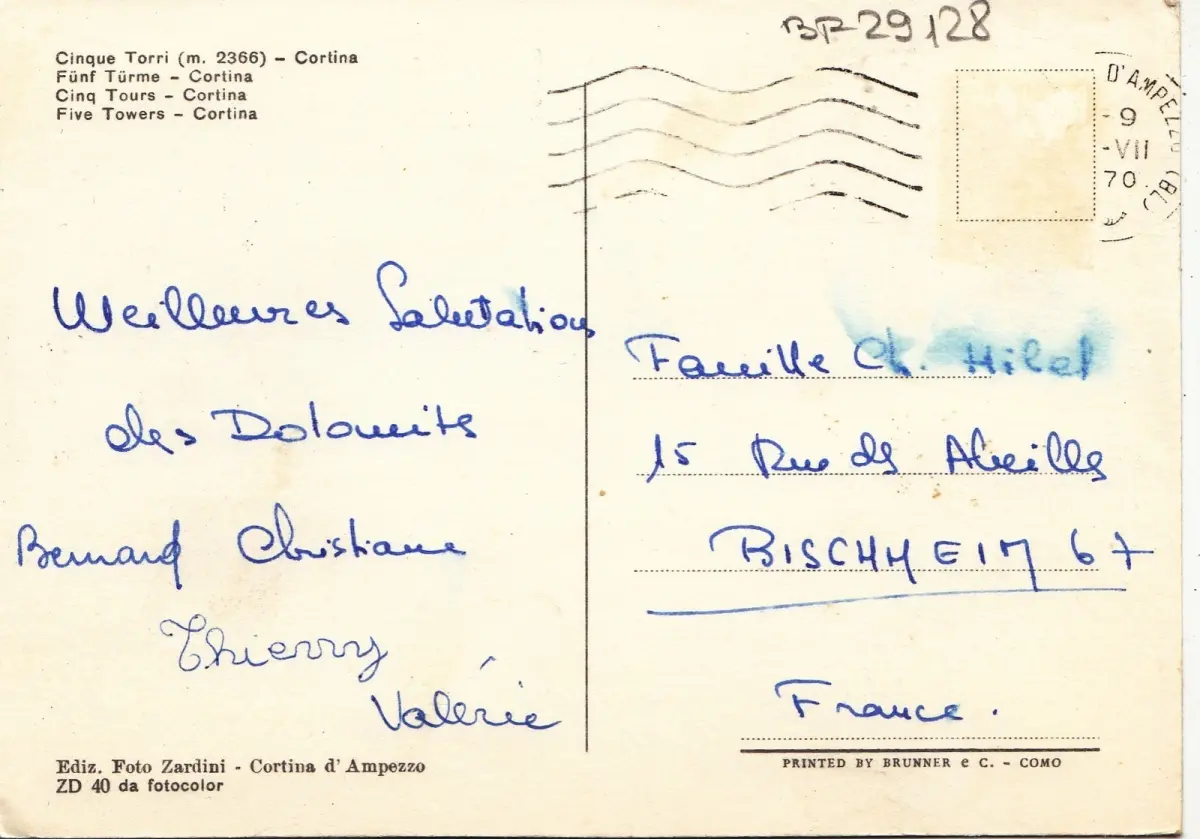 BR 29128
Cinque Torri (m. 2366) – Cortina
Fünf Türme – Cortina
Cinq Tours – Cortina
Five Towers – Cortina
D'AMPEZZO (BL)
-9
-VII
70
Meilleures Salutations
des Dolomites
Bernard Christiane
Thierry
Valérie
Famille Ch.
15 Rue des Abeilles
BISCHHEIM 67
France.
Ediz. Foto Zardini - Cortina d'Ampezzo
ZD 40 da fotocolor
PRINTED BY BRUNNER e C. - COMO